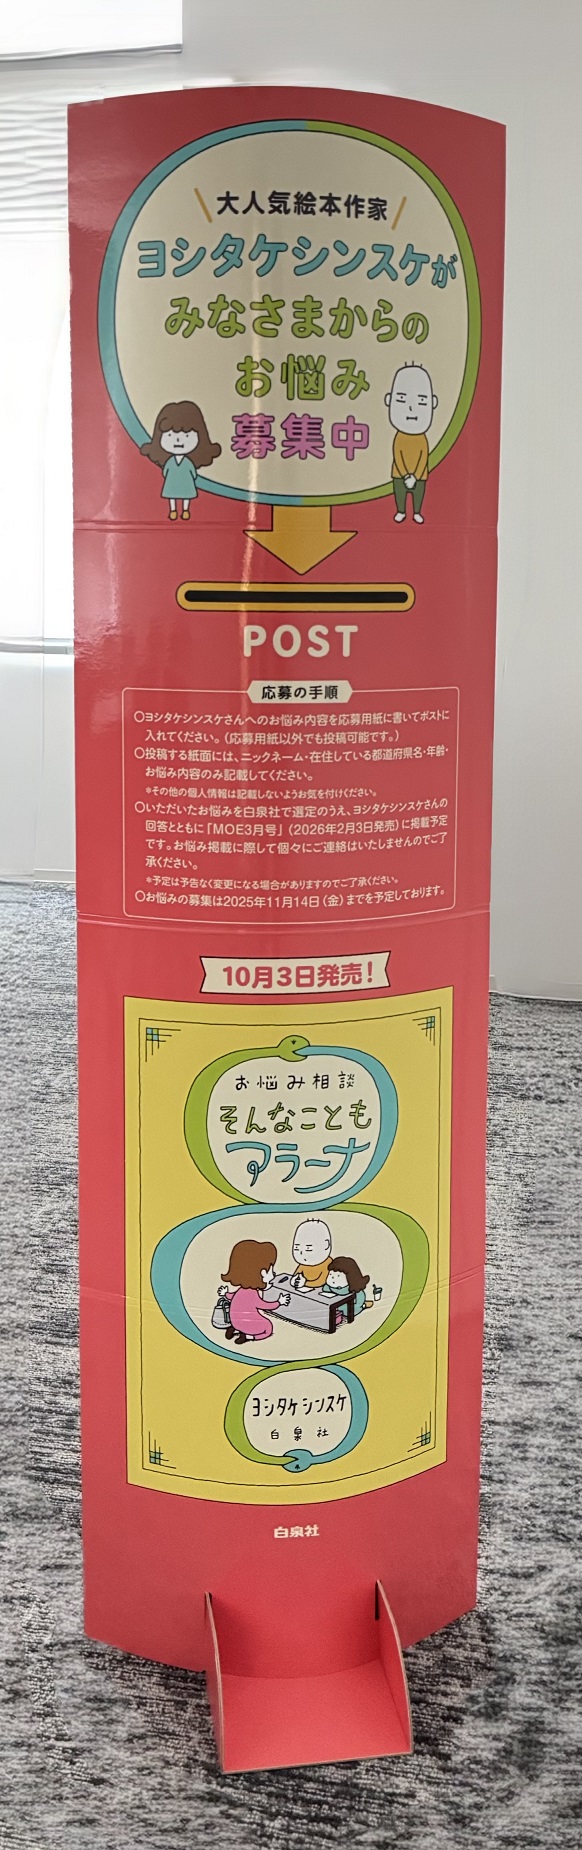 大人気絵本作家
ヨシタケシンスケが
みなさまからの
お悩み
募集中
POST
応募の手順
○ヨシタケシンスケさんへのお悩み内容を応募用紙に書いてポストに
入れてください。(応募用紙以外でも投稿可能です。)
○投稿する紙面には、ニックネーム・在住している都道府県名・年齢・
お悩み内容のみ記載してください。
*その他の個人情報は記載しないようお気を付けください。
○いただいたお悩みを白泉社で選定のうえ、ヨシタケシンスケさんの
回答とともに「MOE3月号」(2026年2月3日発売)に掲載予定
です。お悩み掲載に際して個々にご連絡はいたしませんのでご了
承ください。
*予定は予告なく変更になる場合がありますのでご了承ください。
○お悩みの募集は2025年11月14日(金)までを予定しております。
10月3日発売!
お悩み相談
そんなことも
アラーナ
ヨシタケシンスケ
白泉社
白泉社